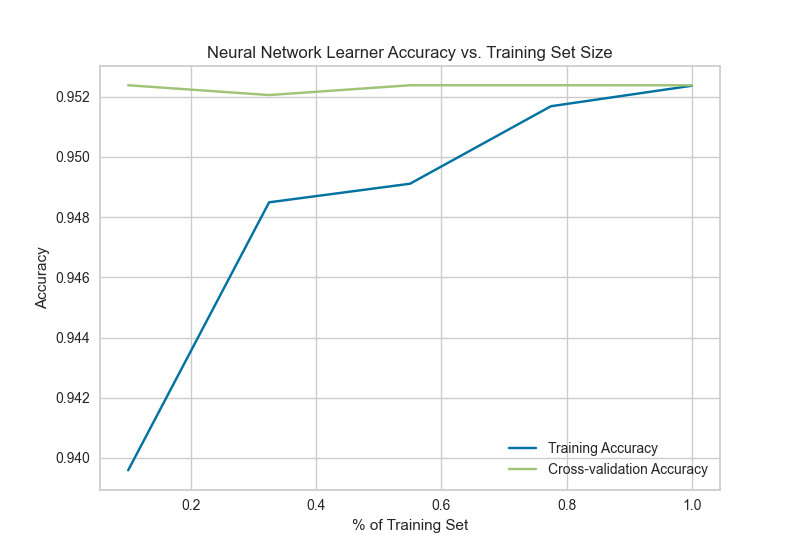 Neural Network Learner Accuracy vs. Training Set Size
0.952
0.950
0.948
0.946
0.944
0.942
0.940
Accuracy
Training Accuracy
Cross-validation Accuracy
0.2 0.4 0.6 0.8 1.0
% of Training Set